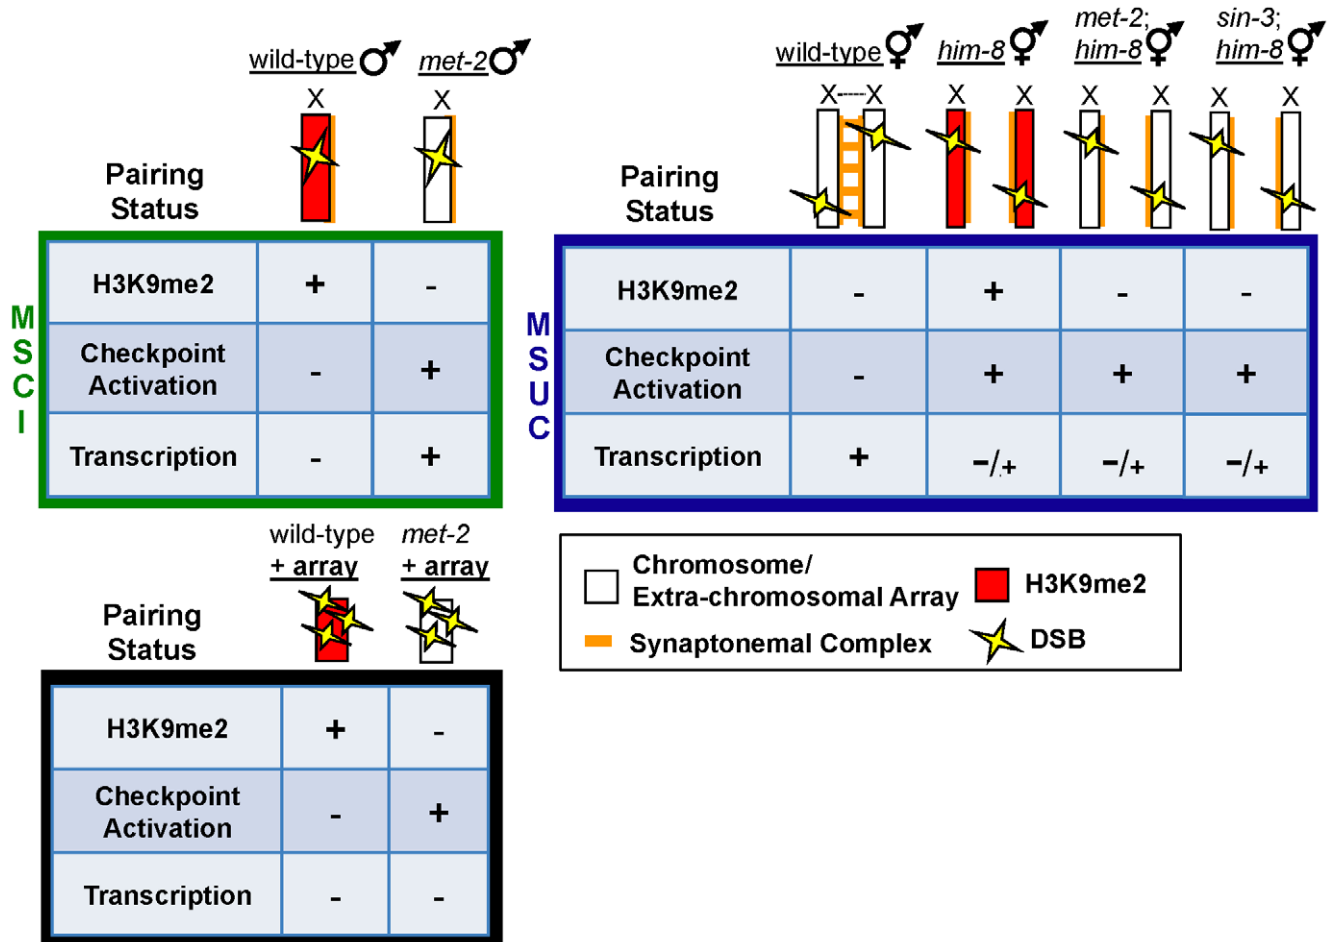 wild-type ♂ met-2 ♂
X X
Pairing
Status
MSCI
H3K9me2 + -
Checkpoint
Activation - +
Transcription - +
wild-type ⚥ him-8 ⚥ met-2; him-8 ⚥ sin-3; him-8 ⚥
X-----X X X X X X X
Pairing
Status
MSUC
H3K9me2 - + - -
Checkpoint
Activation - + + +
Transcription + -/+ -/+ -/+
wild-type
+ array
met-2
+ array
Pairing
Status
H3K9me2 + -
Checkpoint
Activation - +
Transcription - -
Chromosome/
Extra-chromosomal Array
H3K9me2
Synaptonemal Complex
DSB